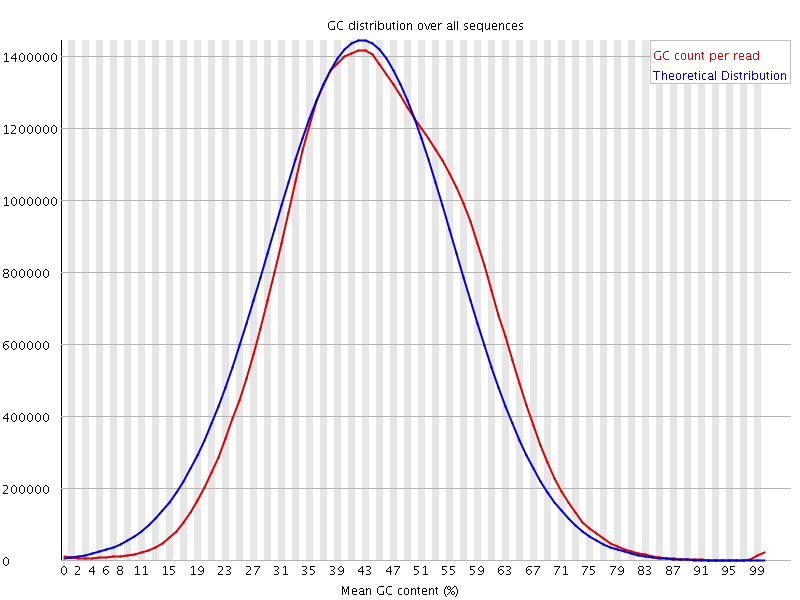 GC distribution over all sequences
GC count per read
Theoretical Distribution
1400000
1200000
1000000
800000
600000
400000
200000
0
0 2 4 6 8 11 15 19 23 27 31 35 39 43 47 51 55 59 63 67 71 75 79 83 87 91 95 99
Mean GC content (%)